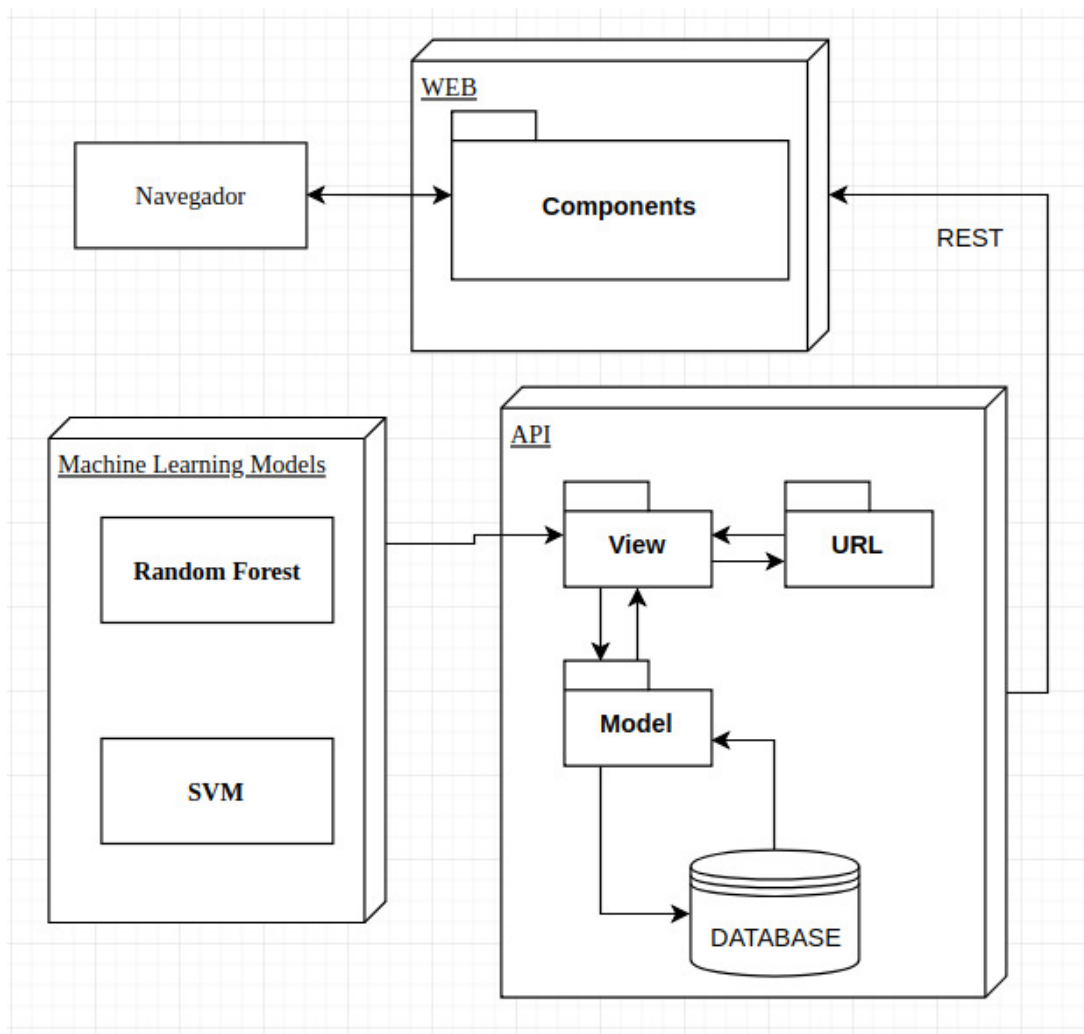 WEB
Navegador
Components
REST
Machine Learning Models
Random Forest
SVM
API
View
URL
Model
DATABASE